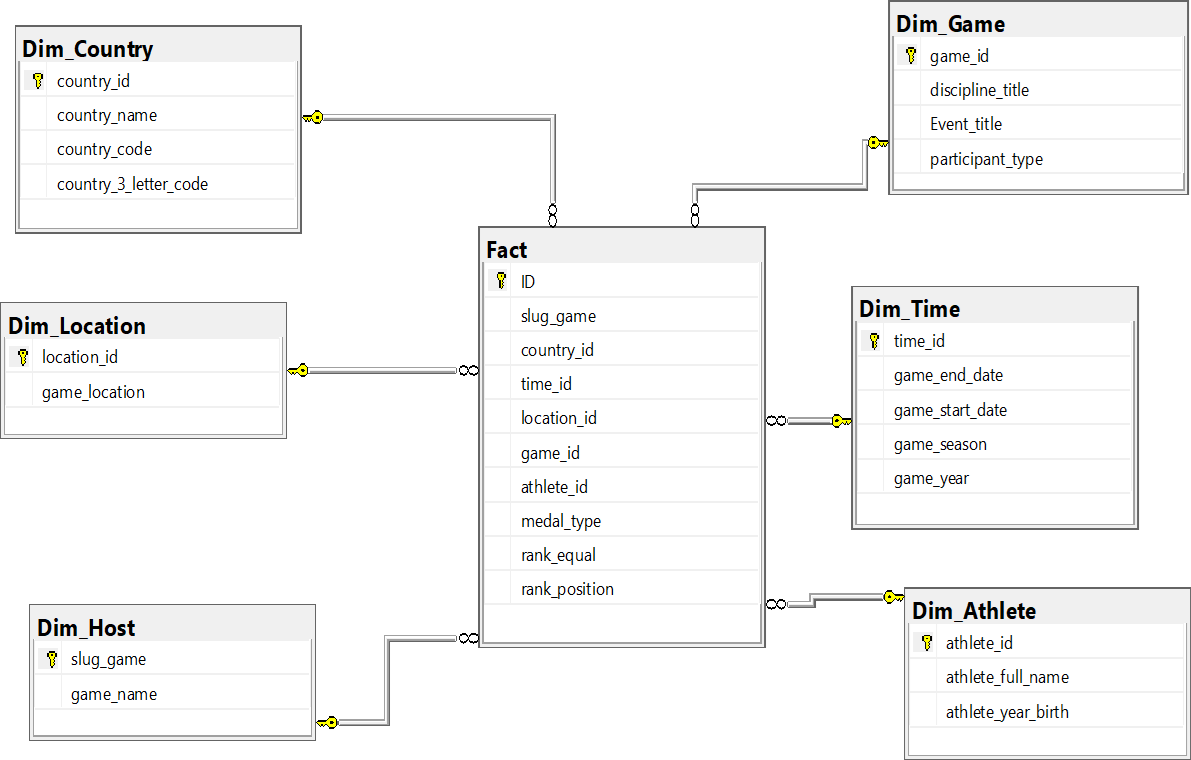 Dim_Country
country_id
country_name
country_code
country_3_letter_code
Dim_Game
game_id
discipline_title
Event_title
participant_type
Fact
ID
slug_game
country_id
time_id
location_id
game_id
athlete_id
medal_type
rank_equal
rank_position
Dim_Location
location_id
game_location
Dim_Time
time_id
game_end_date
game_start_date
game_season
game_year
Dim_Host
slug_game
game_name
Dim_Athlete
athlete_id
athlete_full_name
athlete_year_birth